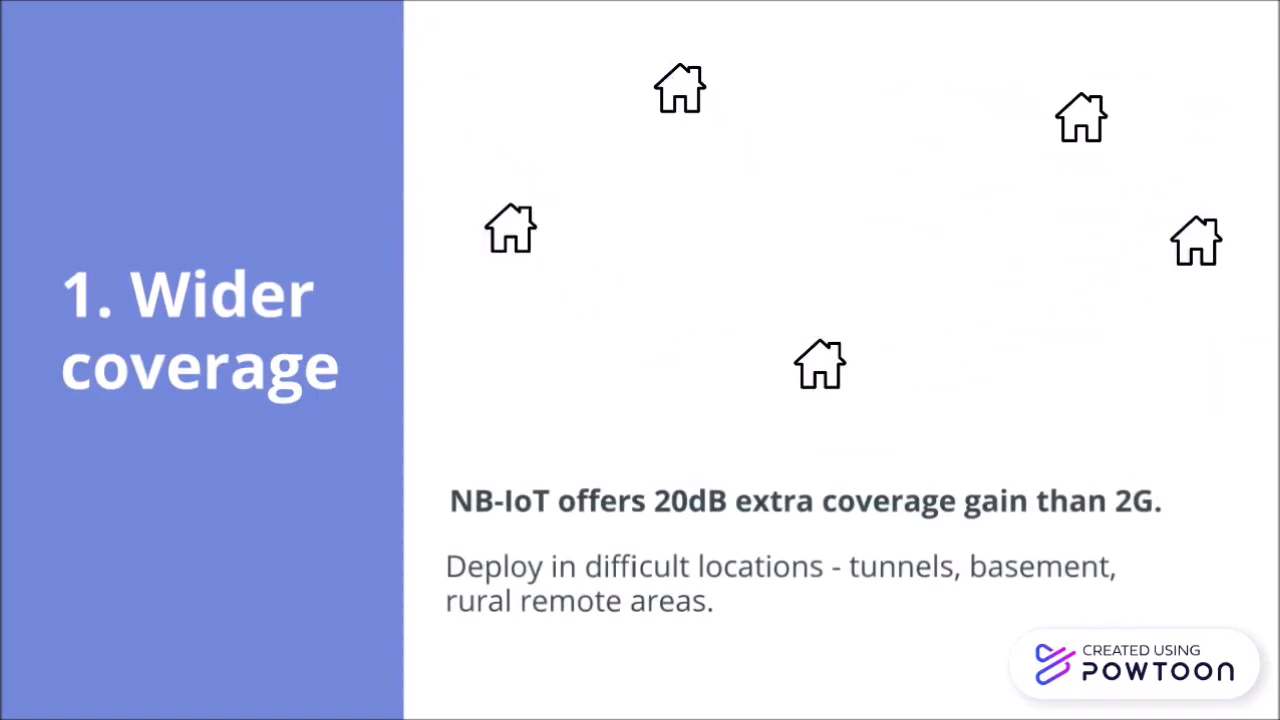 1. Wider
coverage
NB-IoT offers 20dB extra coverage gain than 2G.
Deploy in difficult locations - tunnels, basement,
rural remote areas.
CREATED USING
POWTOON